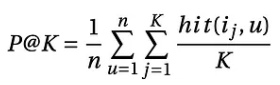 P@K = \frac{1}{n} \sum_{u=1}^{n} \sum_{j=1}^{K} \frac{hit(i_j, u)}{K}